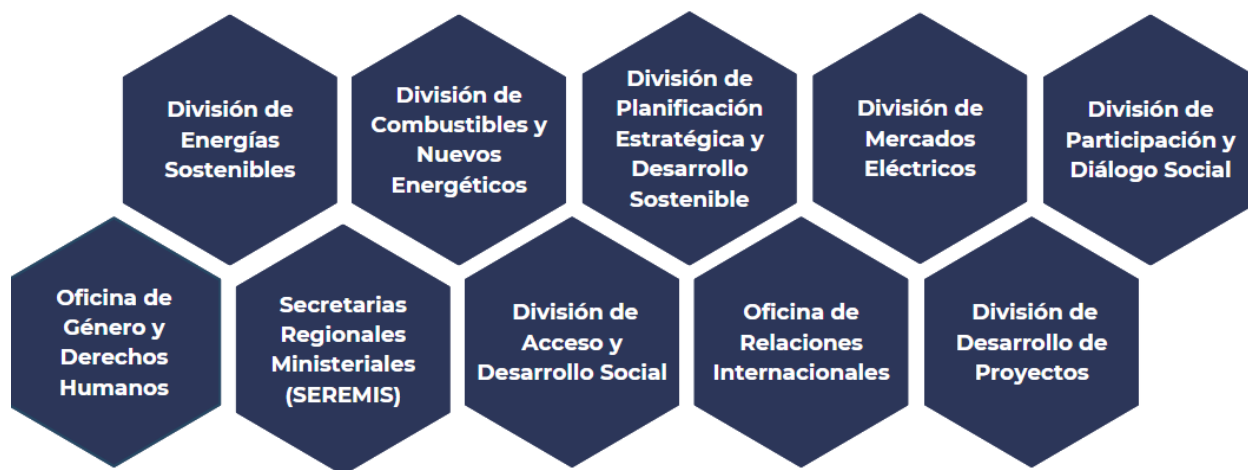 División de
Energías
Sostenibles
División de
Combustibles y
Nuevos
Energéticos
División de
Planificación
Estratégica y
Desarrollo
Sostenible
División de
Mercados
Eléctricos
División de
Participación y
Diálogo Social
Oficina de
Género y
Derechos
Humanos
Secretarias
Regionales
Ministeriales
(SEREMIS)
División de
Acceso y
Desarrollo Social
Oficina de
Relaciones
Internacionales
División de
Desarrollo de
Proyectos